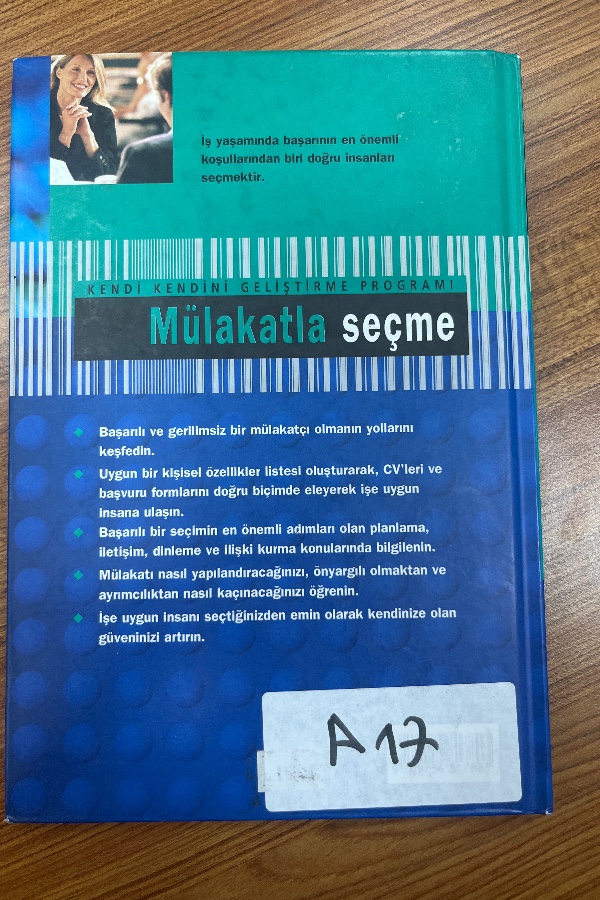 İş yaşamında başarının en önemli
koşullarından biri doğru insanları
seçmektir.
KENDİ KENDİNİ GELİŞTİRME PROGRAMI
Mülakatla seçme
◆ Başarılı ve gerilimsiz bir mülakatçı olmanın yollarını
keşfedin.
◆ Uygun bir kişisel özellikler listesi oluşturarak, CV'leri ve
başvuru formlarını doğru biçimde eleyerek işe uygun
insana ulaşın.
◆ Başarılı bir seçimin en önemli adımları olan planlama,
iletişim, dinleme ve ilişki kurma konularında bilgilenin.
◆ Mülakatı nasıl yapılandıracağınızı, önyargılı olmaktan ve
ayrımcılıktan nasıl kaçınacağınızı öğrenin.
◆ İşe uygun insanı seçtiğinizden emin olarak kendinize olan
güveninizi artırın.
A17